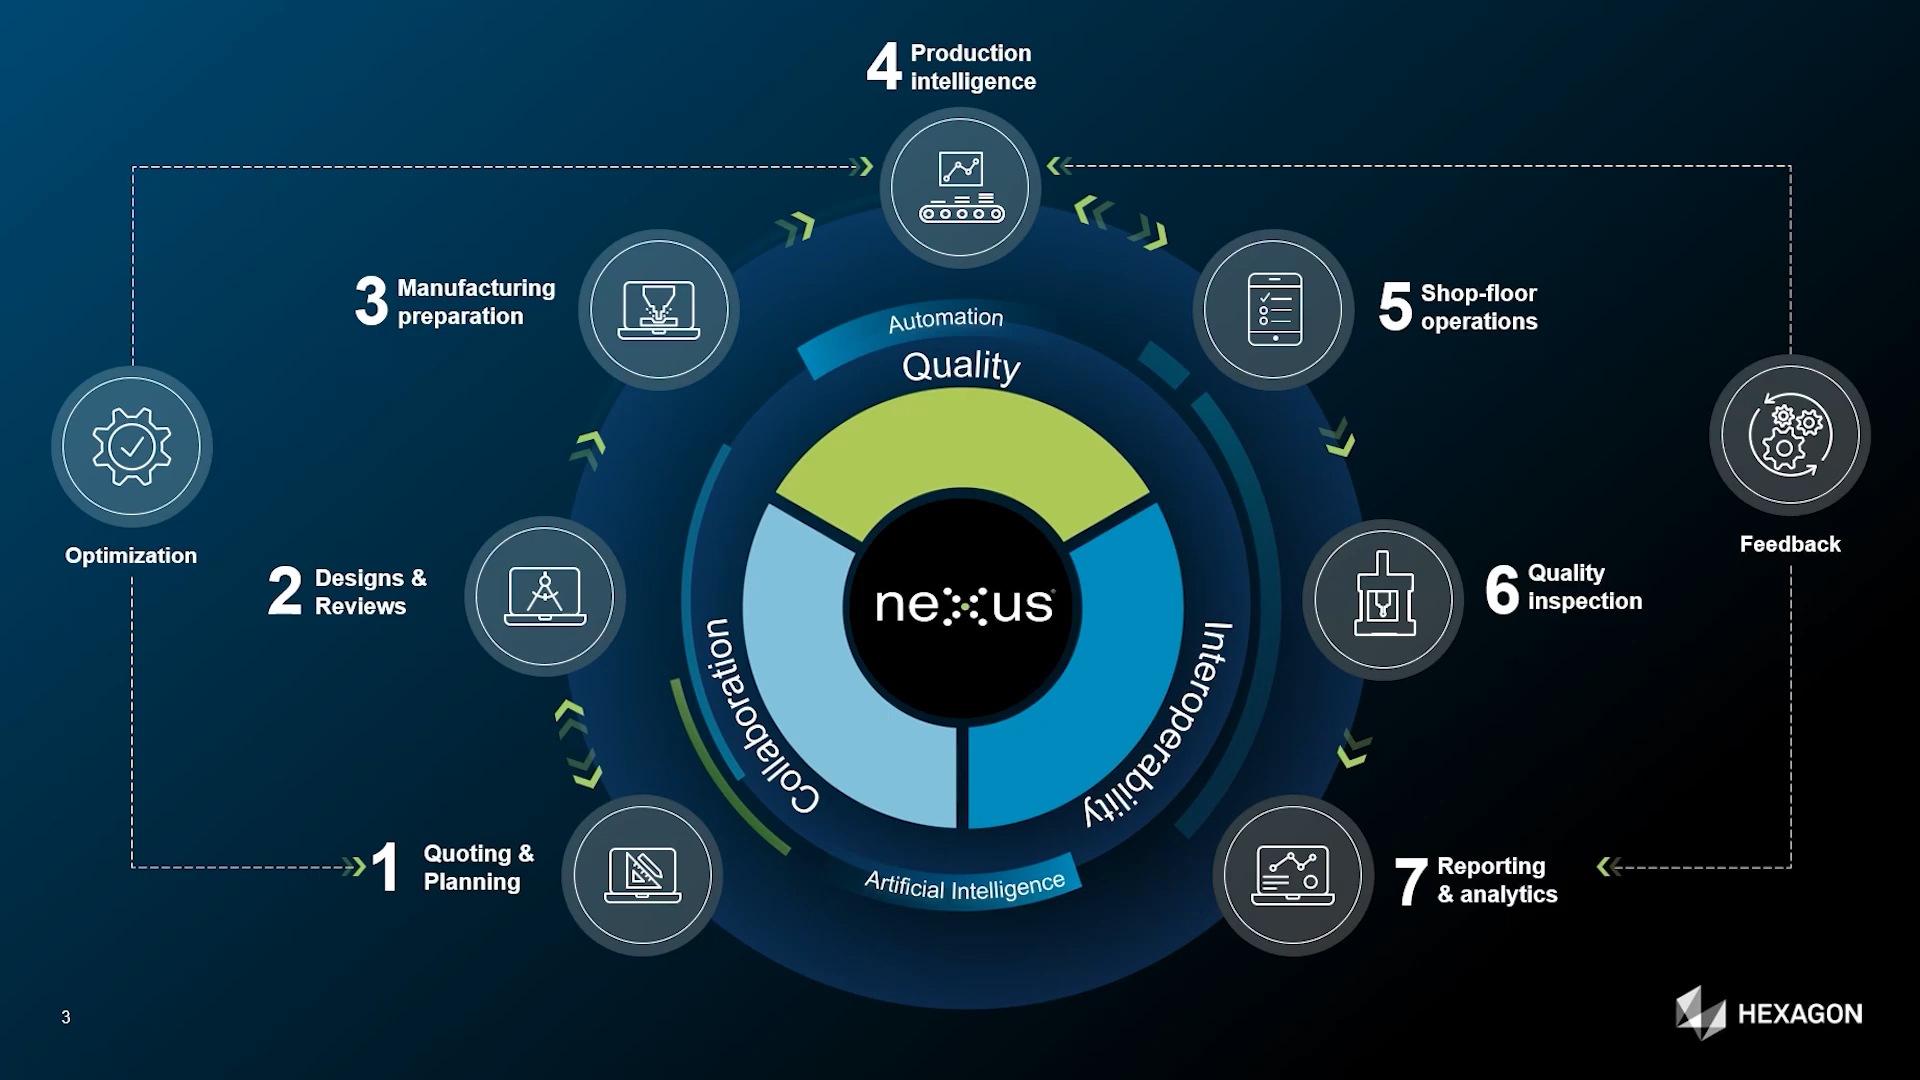 4 Production
intelligence
3 Manufacturing
preparation
5 Shop-floor
operations
Automation
Quality
Optimization
Feedback
2 Designs &
Reviews
nexus®
6 Quality
inspection
Collaboration
Interoperability
1 Quoting &
Planning
Artificial Intelligence
7 Reporting
& analytics
3
HEXAGON